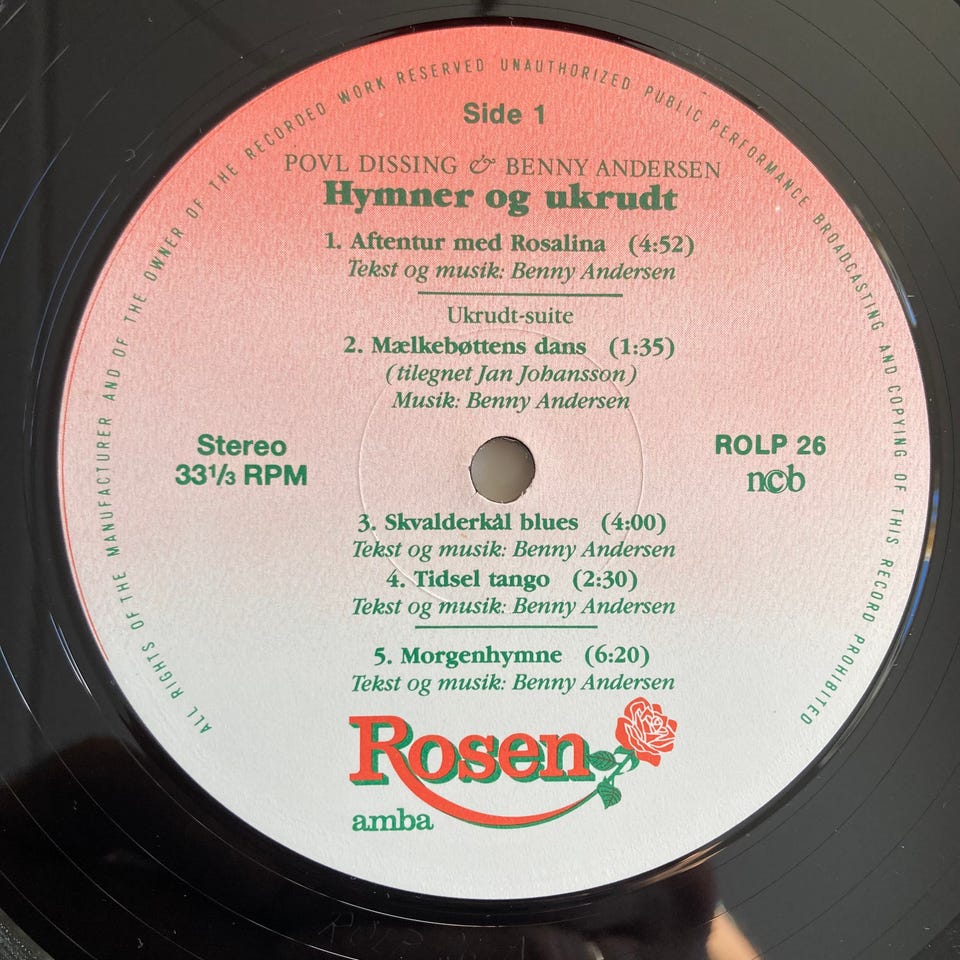 ALL RIGHTS OF THE MANUFACTURER AND OF THE OWNER OF THE RECORDED WORK RESERVED UNAUTHORIZED PUBLIC PERFORMANCE BROADCASTING AND COPYING OF THIS RECORD PROHIBITED
Side 1
POVL DISSING & BENNY ANDERSEN
Hymner og ukrudt
1. Aftentur med Rosalina (4:52)
Tekst og musik: Benny Andersen
Ukrudt-suite
2. Mælkebøttens dans (1:35)
(tilegnet Jan Johansson)
Musik: Benny Andersen
Stereo
33 1/3 RPM
ROLP 26
ncb
3. Skvalderkål blues (4:00)
Tekst og musik: Benny Andersen
4. Tidsel tango (2:30)
Tekst og musik: Benny Andersen
5. Morgenhymne (6:20)
Tekst og musik: Benny Andersen
Rosen
amba